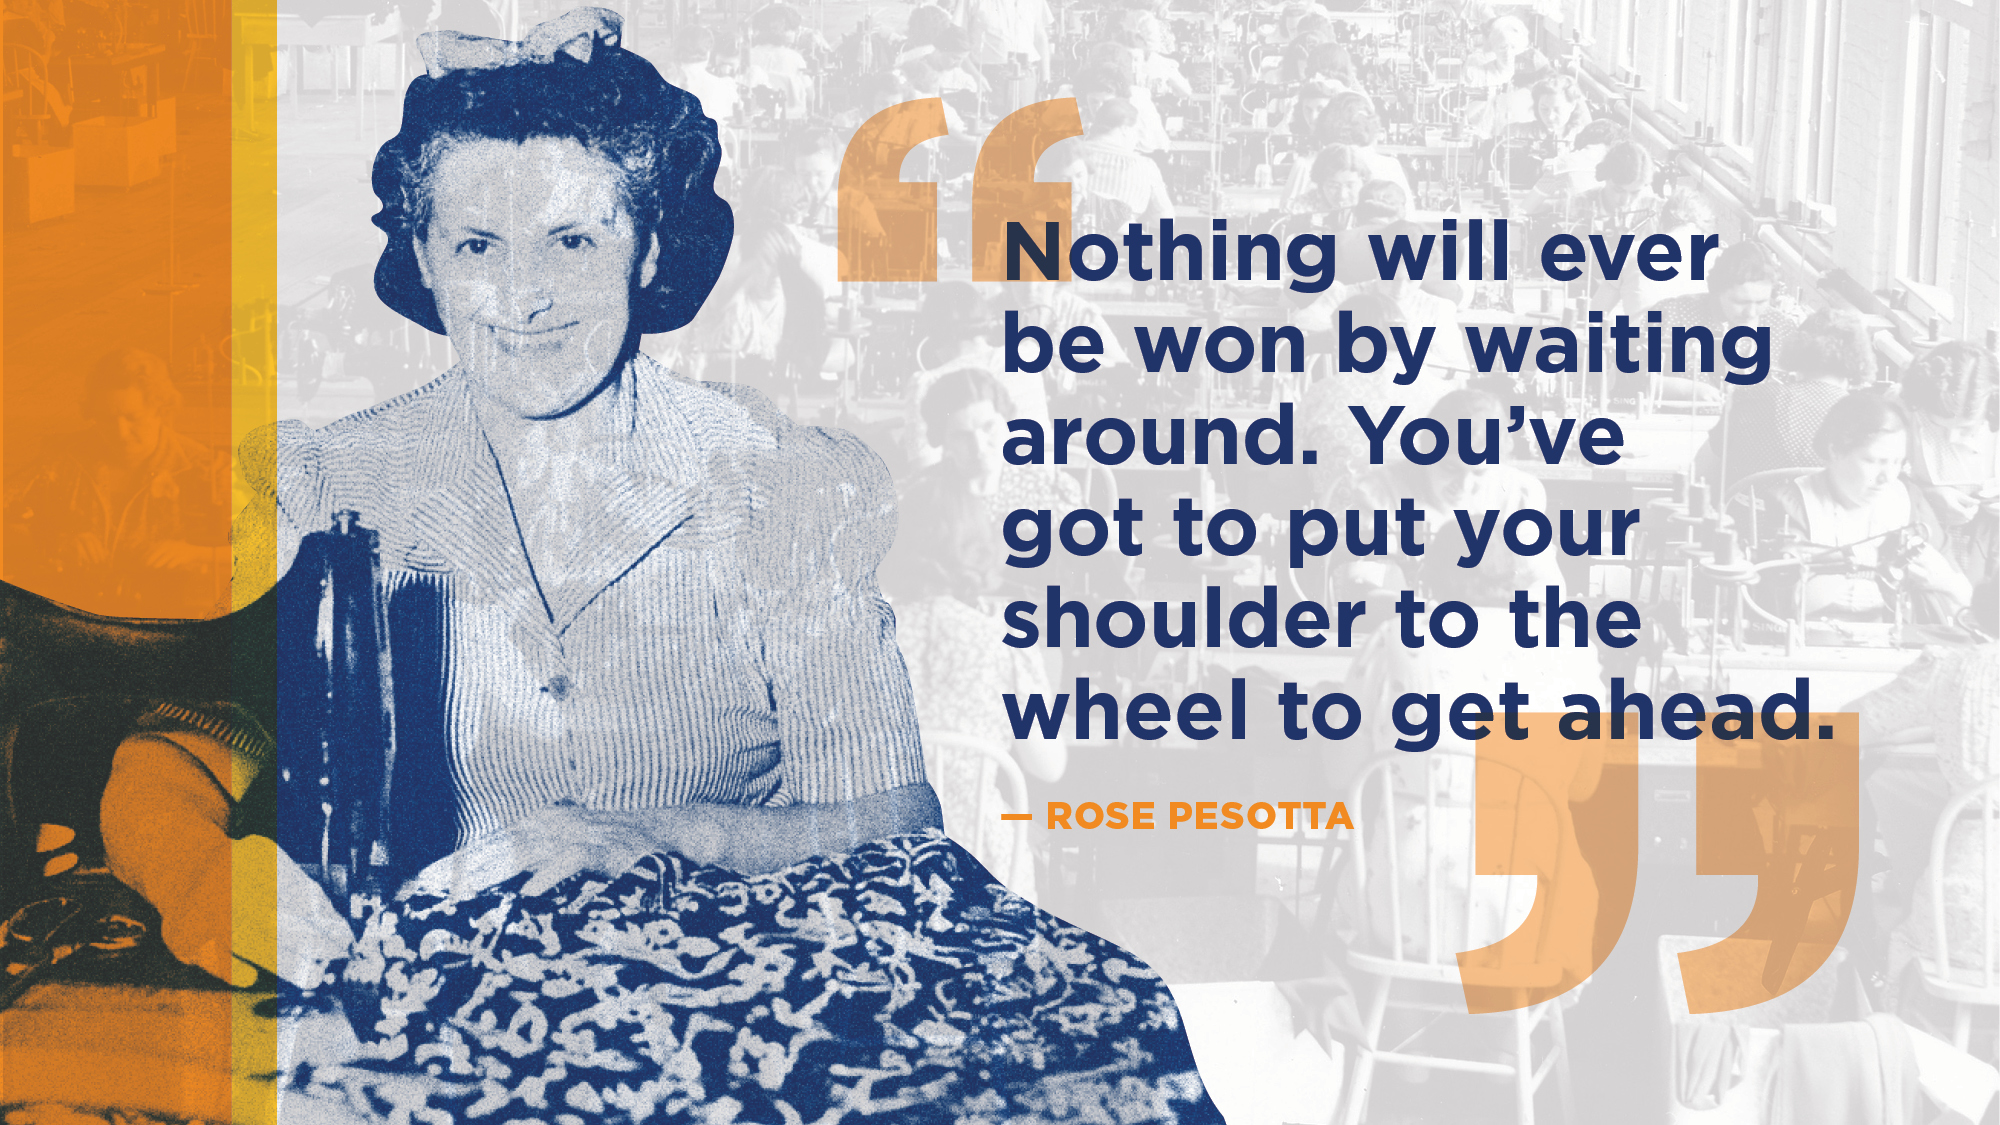 “Nothing will ever
be won by waiting
around. You’ve
got to put your
shoulder to the
wheel to get ahead.”
— ROSE PESOTTA